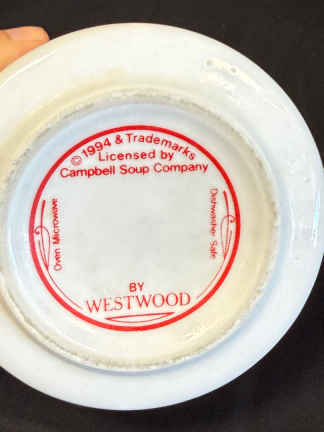 © 1994 & Trademarks
Licensed by
Campbell Soup Company
Oven Microwave
Dishwasher Safe
BY
WESTWOOD